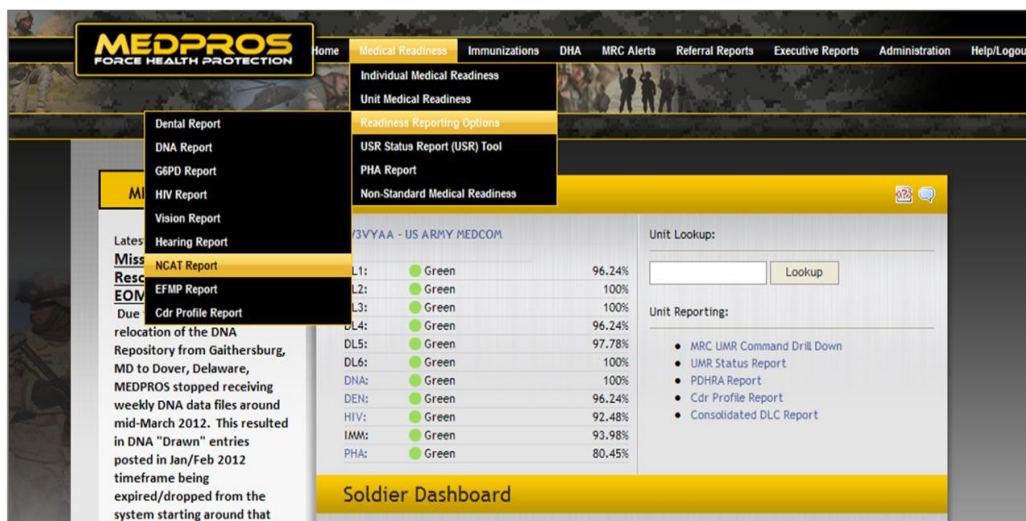 MEDPROS
FORCE HEALTH PROTECTION
Home Medical Readiness Immunizations DHA MRC Alerts Referral Reports Executive Reports Administration Help/Logou
Individual Medical Readiness
Unit Medical Readiness
Readiness Reporting Options
USR Status Report (USR) Tool
PHA Report
Non-Standard Medical Readiness
Dental Report
DNA Report
G6PD Report
HIV Report
Vision Report
Hearing Report
NCAT Report
EFMP Report
Cdr Profile Report
Lates
Miss
Resc
EOM
Due
relocation of the DNA
Repository from Gaithersburg,
MD to Dover, Delaware,
MEDPROS stopped receiving
weekly DNA data files around
mid-March 2012. This resulted
in DNA "Drawn" entries
posted in Jan/Feb 2012
timeframe being
expired/dropped from the
system starting around that
V3VYAA - US ARMY MEDCOM
L1: Green 96.24%
L2: Green 100%
L3: Green 100%
DL4: Green 96.24%
DL5: Green 97.78%
DL6: Green 100%
DNA: Green 100%
DEN: Green 96.24%
HIV: Green 92.48%
IMM: Green 93.98%
PHA: Green 80.45%
Unit Lookup:
Lookup
Unit Reporting:
MRC UMR Command Drill Down
UMR Status Report
PDHRA Report
Cdr Profile Report
Consolidated DLC Report
Soldier Dashboard